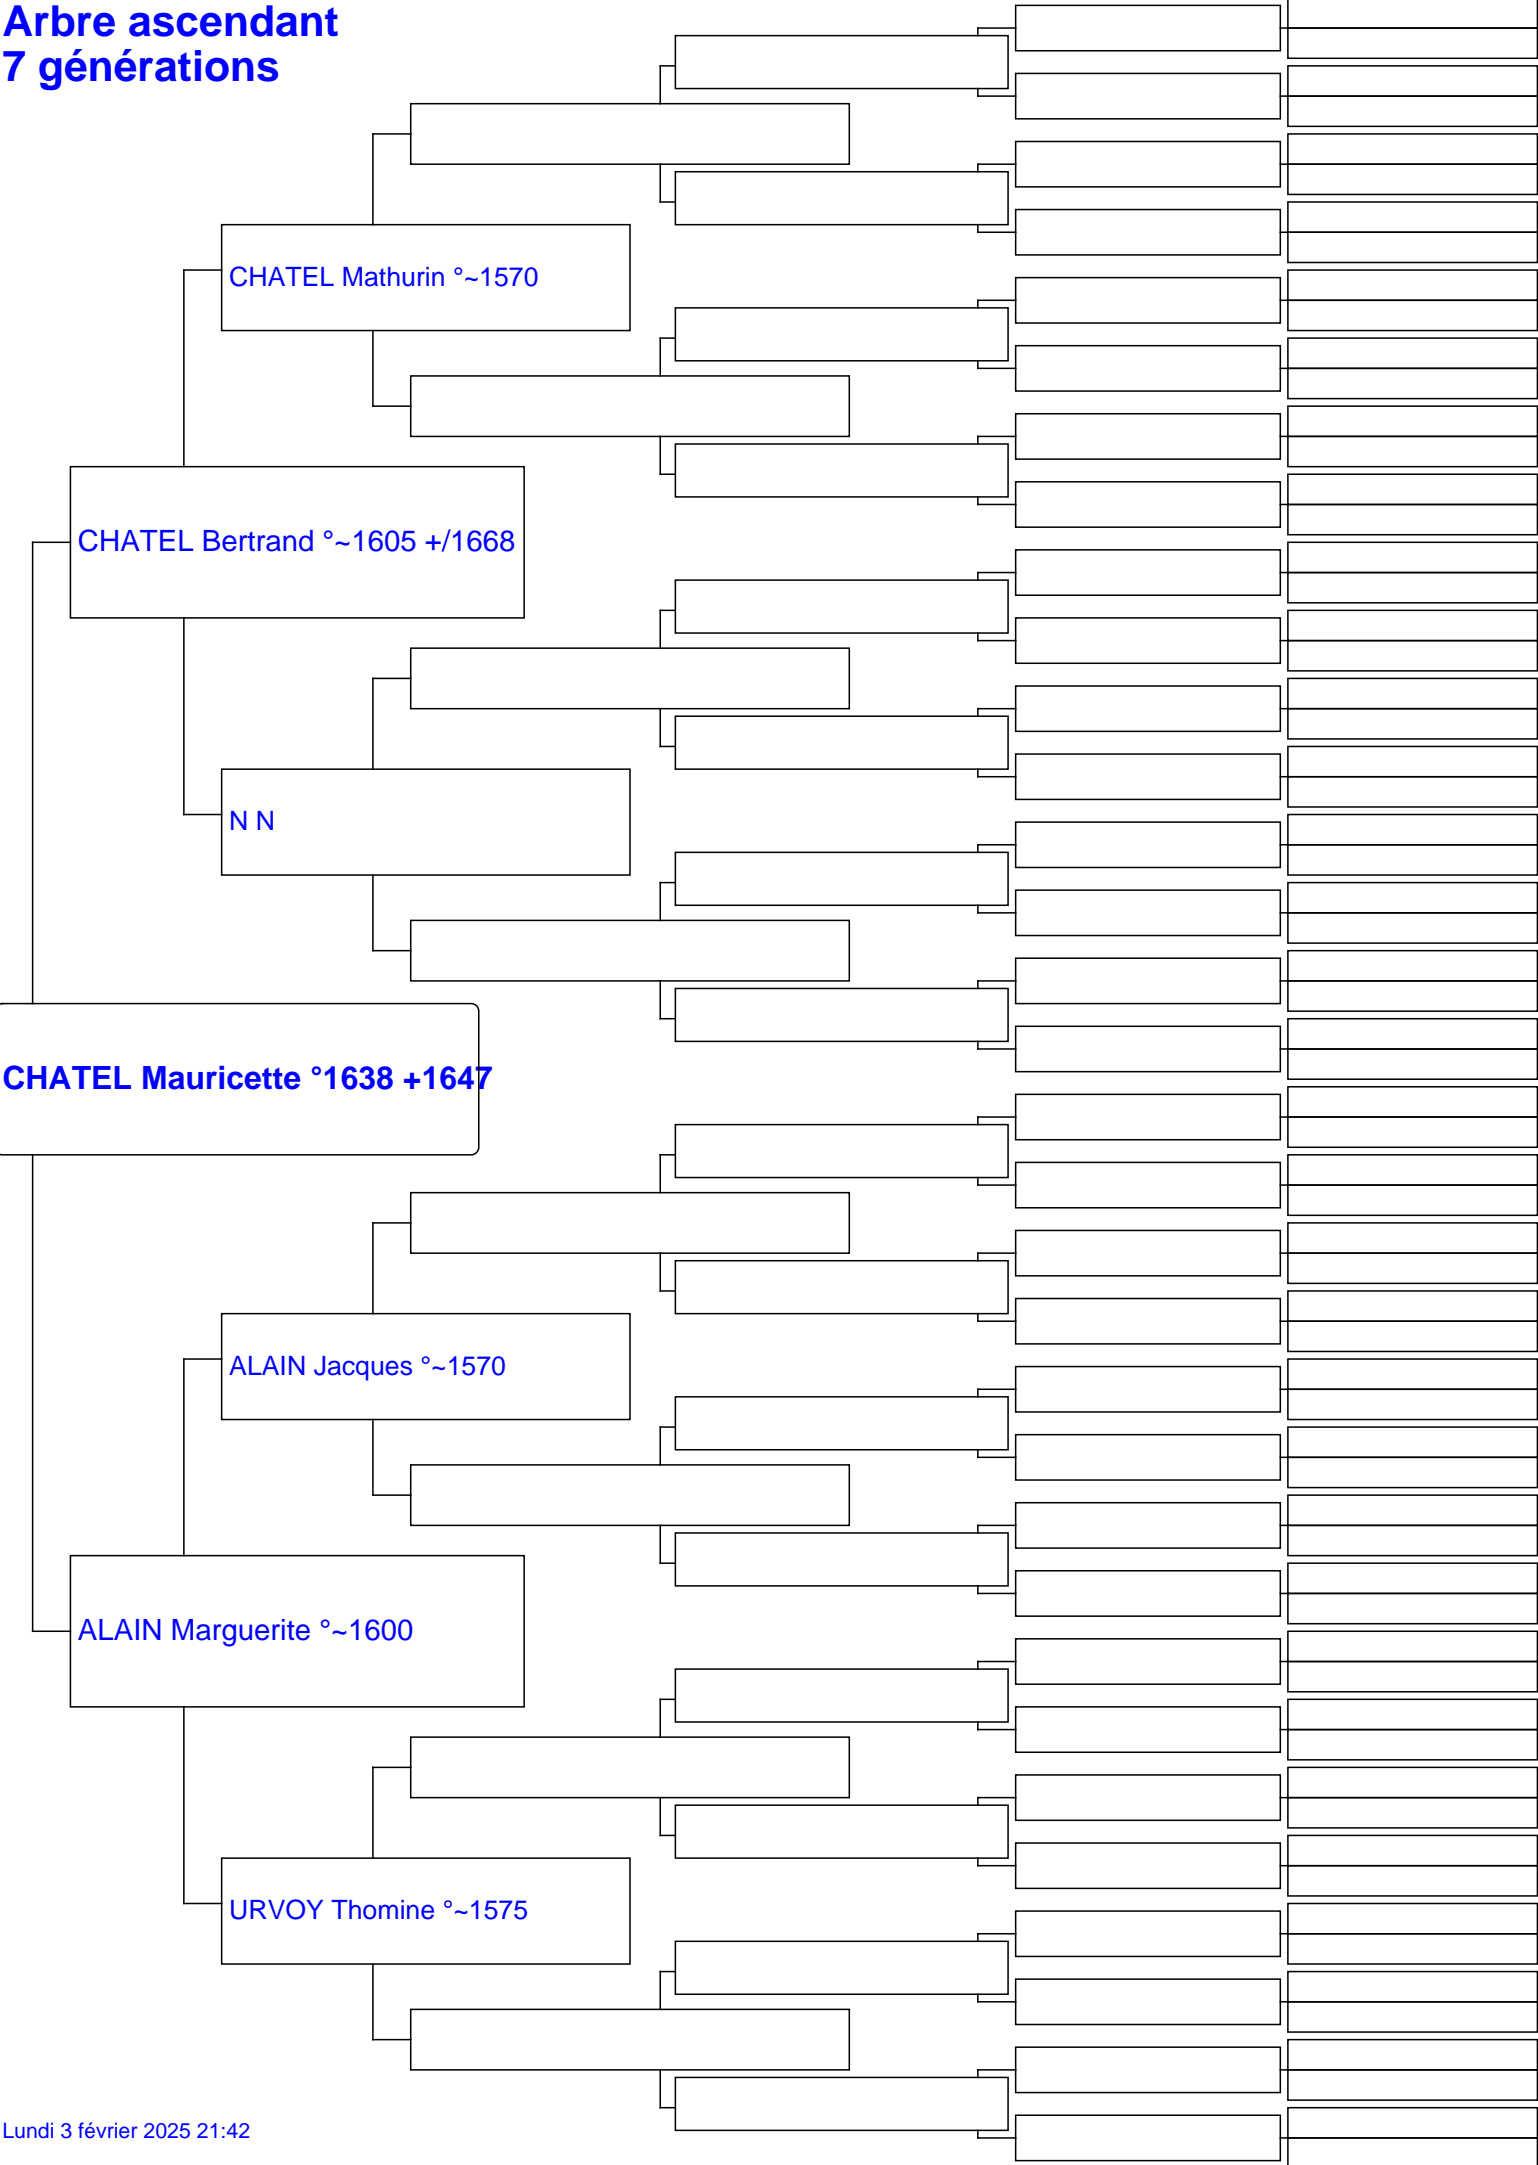 Arbre ascendant
7 générations
CHATEL Mathurin °~1570
CHATEL Bertrand °~1605 +/1668
N N
CHATEL Mauricette °1638 +1647
ALAIN Jacques °~1570
ALAIN Marguerite °~1600
URVOY Thomine °~1575
Lundi 3 février 2025 21:42